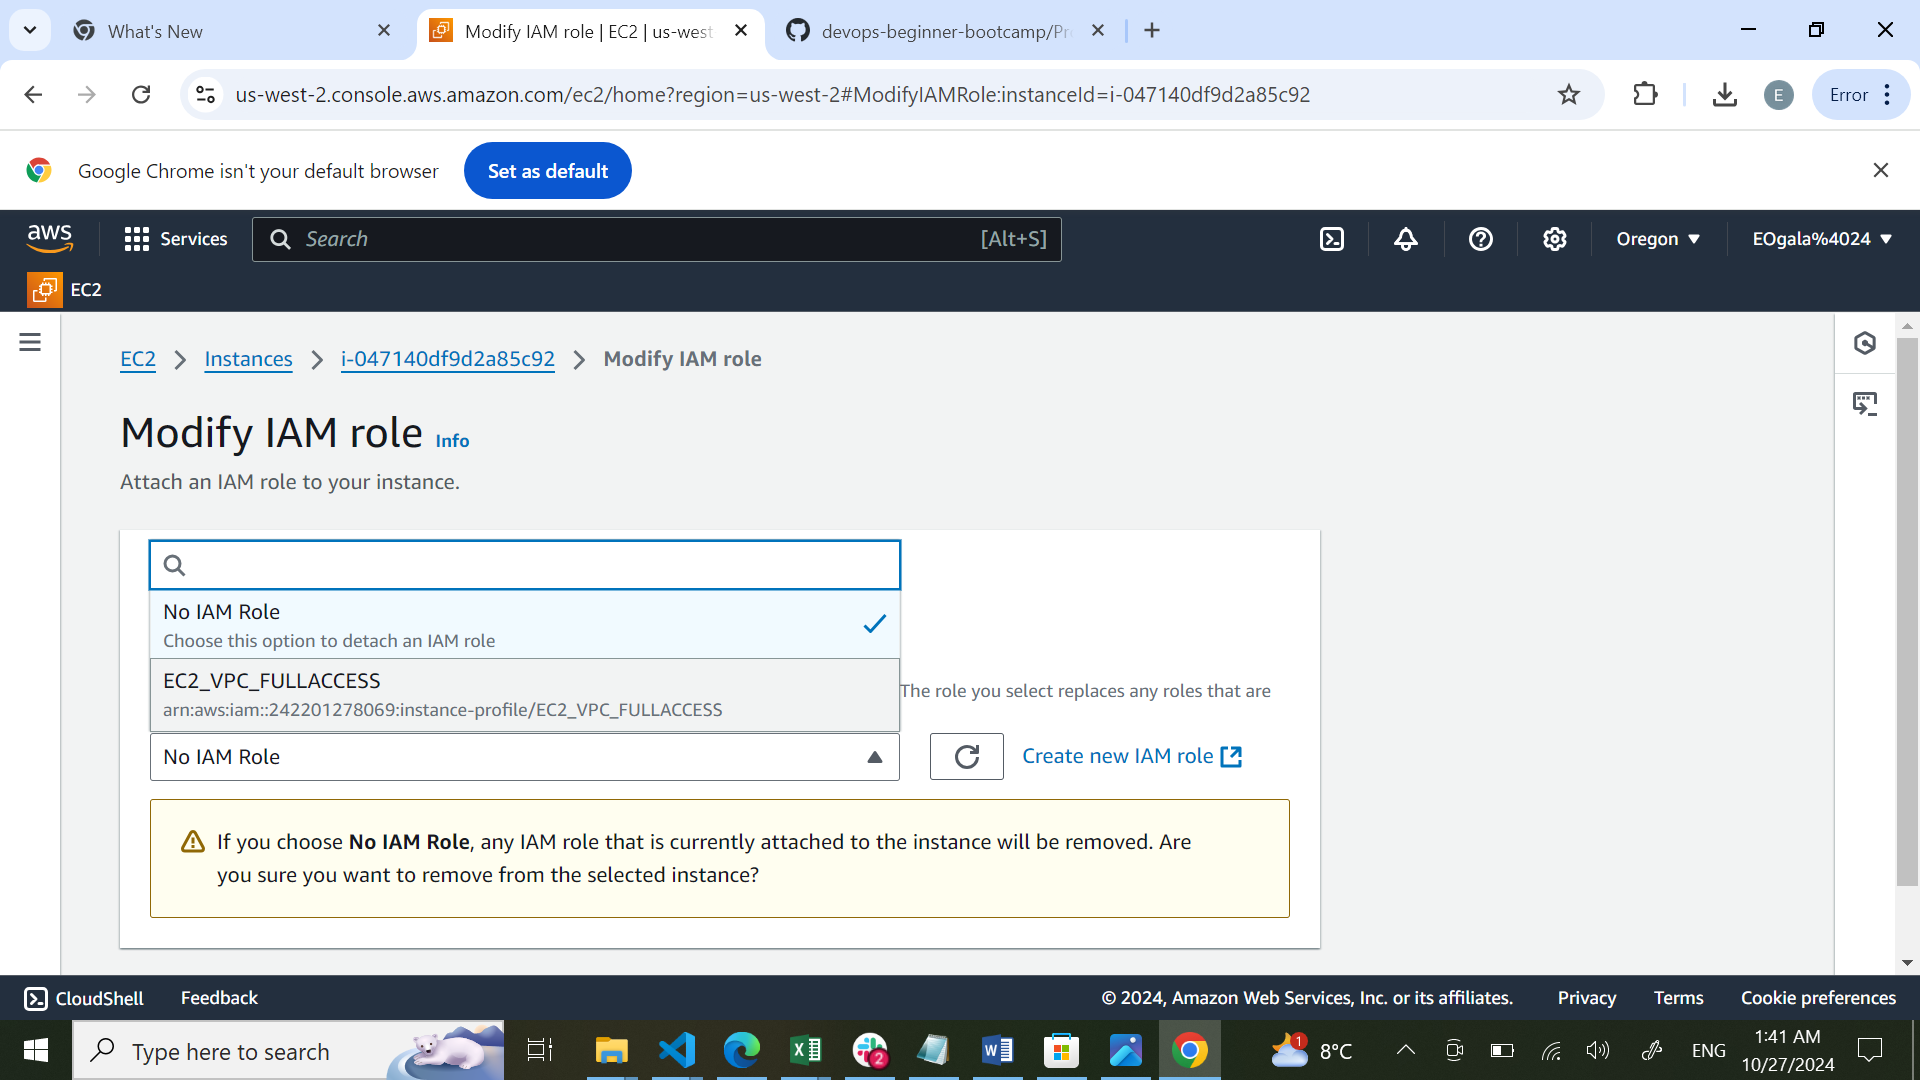 What's New
Modify IAM role | EC2 | us-west
devops-beginner-bootcamp/Pr
us-west-2.console.aws.amazon.com/ec2/home?region=us-west-2#ModifyIAMRole:instanceId=i-047140df9d2a85c92
E
Error
Google Chrome isn't your default browser
Set as default
aws
Services
Search
[Alt+S]
Oregon
EOgala%4024
EC2
EC2 > Instances > i-047140df9d2a85c92 > Modify IAM role
Modify IAM role Info
Attach an IAM role to your instance.
No IAM Role
Choose this option to detach an IAM role
EC2_VPC_FULLACCESS
arn:aws:iam::242201278069:instance-profile/EC2_VPC_FULLACCESS
The role you select replaces any roles that are
No IAM Role
Create new IAM role
If you choose No IAM Role, any IAM role that is currently attached to the instance will be removed. Are
you sure you want to remove from the selected instance?
CloudShell
Feedback
© 2024, Amazon Web Services, Inc. or its affiliates.
Privacy
Terms
Cookie preferences
Type here to search
2
1
8°C
ENG
1:41 AM
10/27/2024